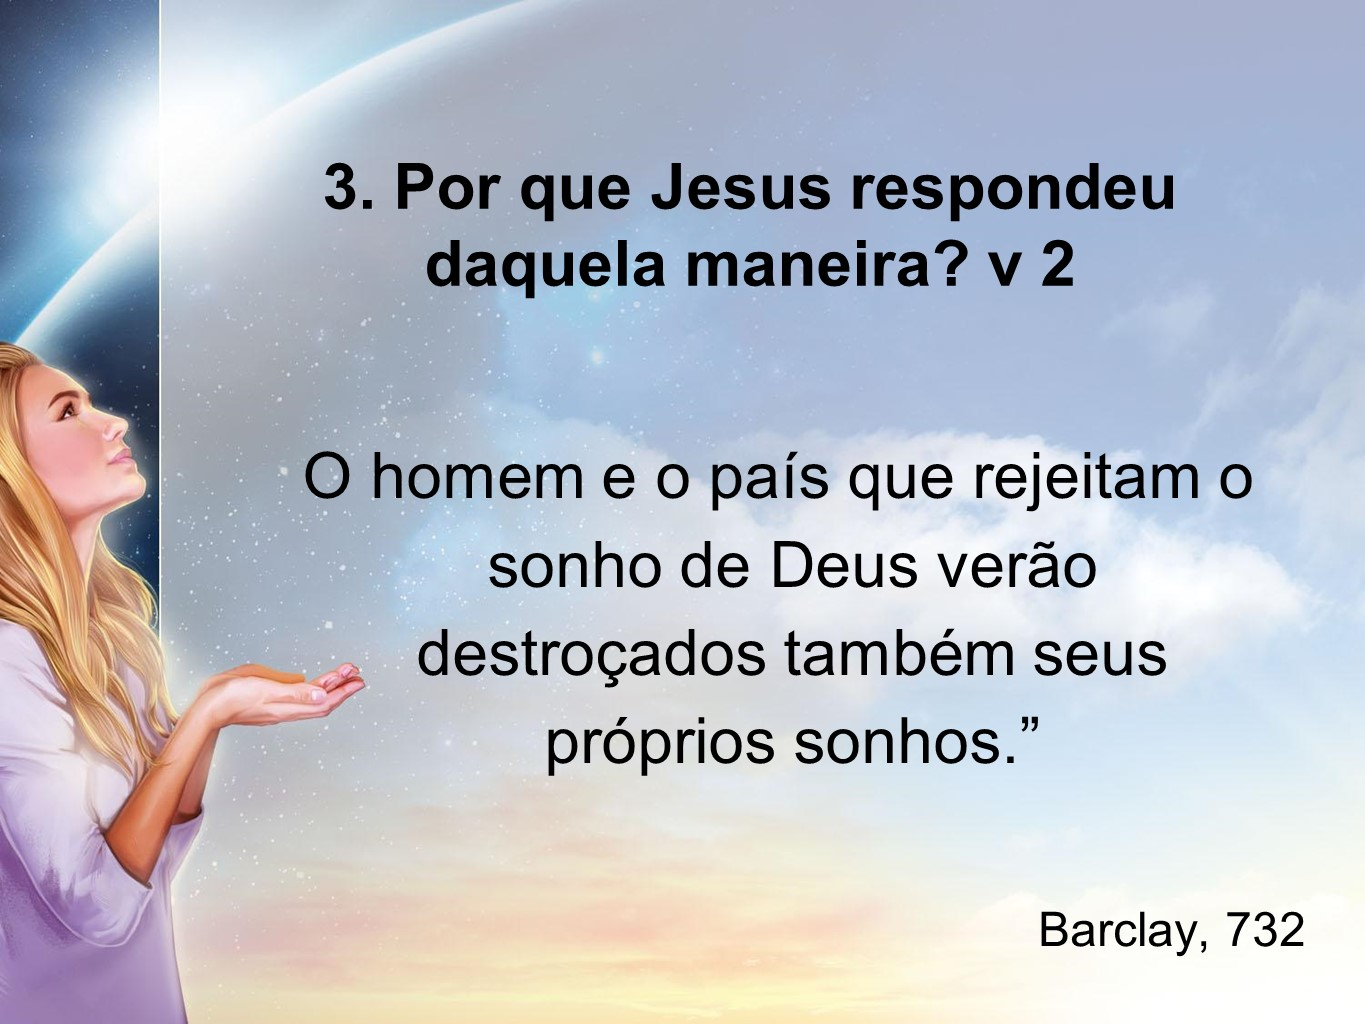 3. Por que Jesus respondeu
daquela maneira? v 2
O homem e o país que rejeitam o
sonho de Deus verão
destroçados também seus
próprios sonhos.”
Barclay, 732